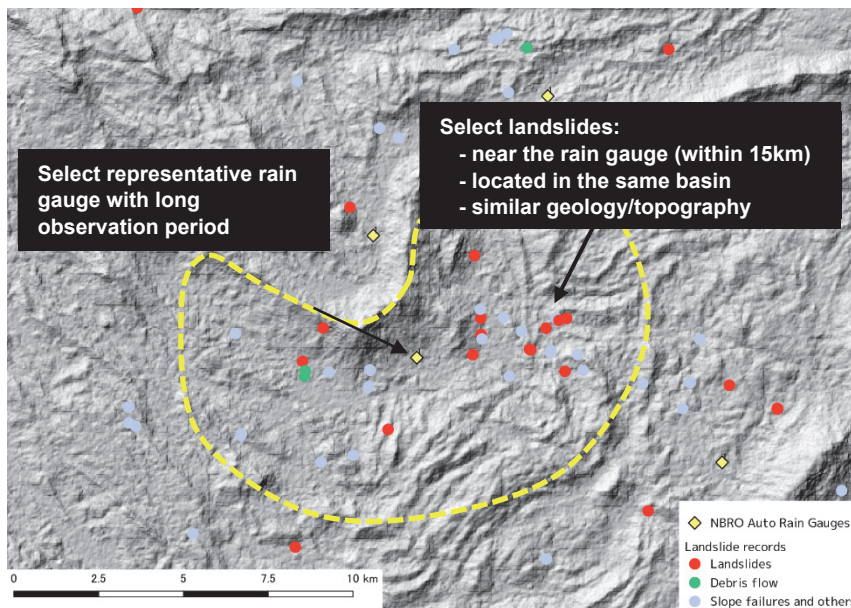 Select representative rain
gauge with long
observation period
Select landslides:
- near the rain gauge (within 15km)
- located in the same basin
- similar geology/topography
NBRO Auto Rain Gauges
Landslide records
Landslides
Debris flow
Slope failures and others
0 2.5 5 7.5 10 km